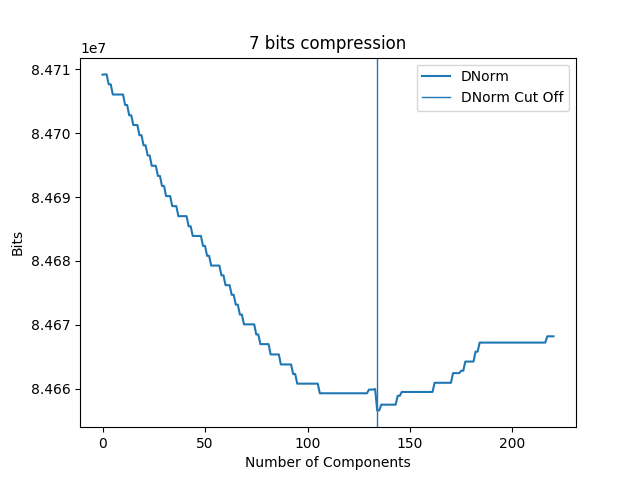 7 bits compression
1e7
8.471
8.470
8.469
8.468
8.467
8.466
Bits
DNorm
DNorm Cut Off
0 50 100 150 200
Number of Components